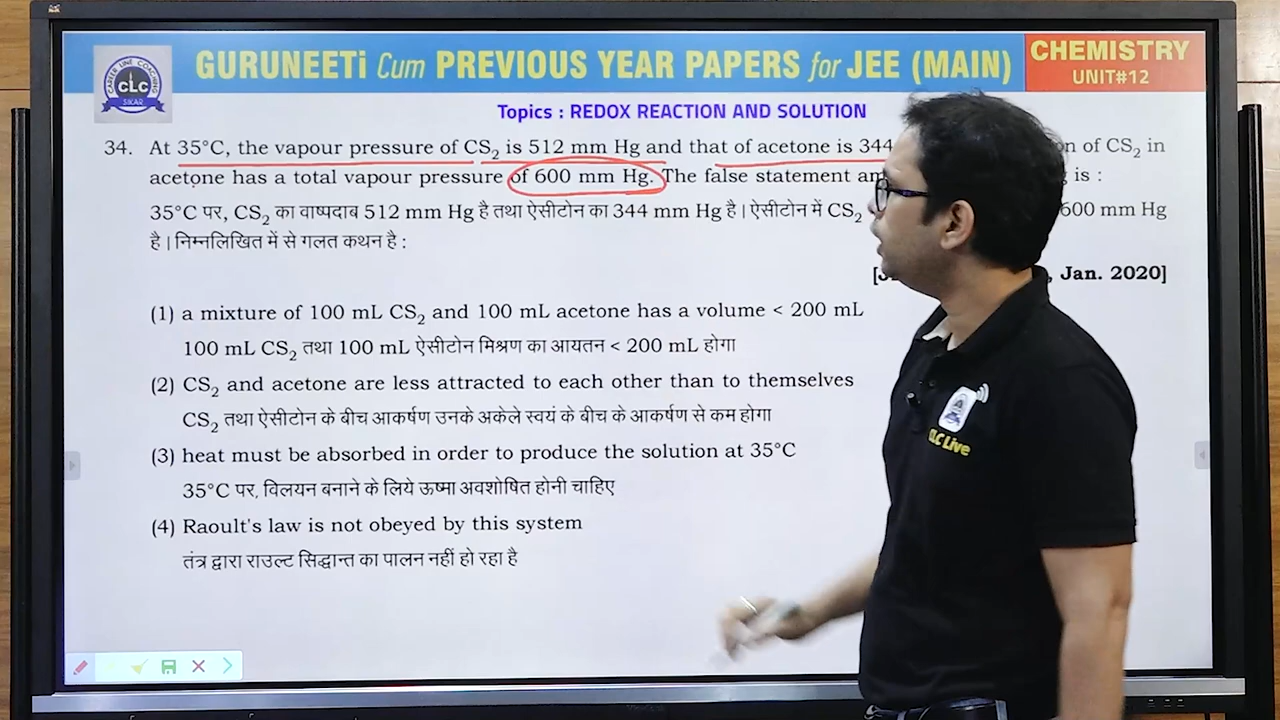 GURUNEETi Cum PREVIOUS YEAR PAPERS for JEE (MAIN)
CHEMISTRY
UNIT#12
CAREER LINE COACHING
CLC
SIKAR
Topics : REDOX REACTION AND SOLUTION
34. At 35°C, the vapour pressure of CS₂ is 512 mm Hg and that of acetone is 344 of CS₂ in
acetone has a total vapour pressure of 600 mm Hg. The false statement is :
35°C पर, CS₂ का वाष्पदाब 512 mm Hg है तथा ऐसीटोन का 344 mm Hg है। ऐसीटोन में CS₂ 600 mm Hg
है। निम्नलिखित में से गलत कथन है :
Jan. 2020]
(1) a mixture of 100 mL CS₂ and 100 mL acetone has a volume < 200 mL
100 mL CS₂ तथा 100 mL ऐसीटोन मिश्रण का आयतन < 200 mL होगा
(2) CS₂ and acetone are less attracted to each other than to themselves
CS₂ तथा ऐसीटोन के बीच आकर्षण उनके अकेले स्वयं के बीच के आकर्षण से कम होगा
(3) heat must be absorbed in order to produce the solution at 35°C
35°C पर, विलयन बनाने के लिये ऊष्मा अवशोषित होनी चाहिए
(4) Raoult's law is not obeyed by this system
तंत्र द्वारा राउल्ट सिद्धान्त का पालन नहीं हो रहा है
CLC Live
ViewSonic